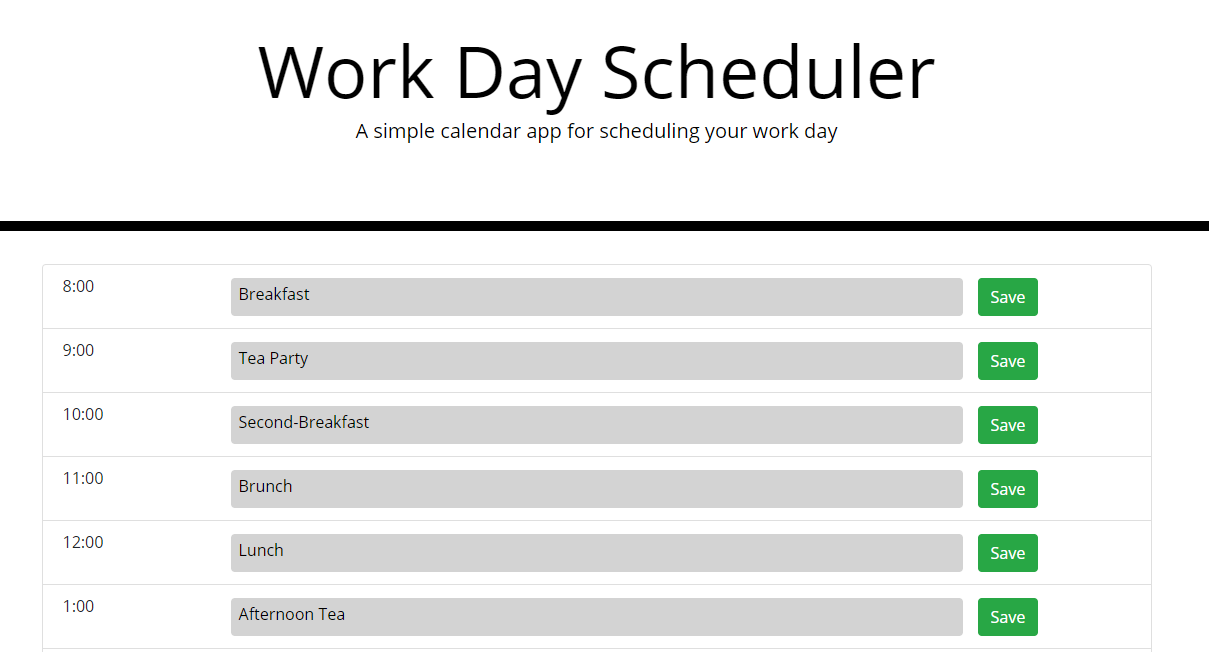 Work Day Scheduler
A simple calendar app for scheduling your work day
8:00 Breakfast Save
9:00 Tea Party Save
10:00 Second-Breakfast Save
11:00 Brunch Save
12:00 Lunch Save
1:00 Afternoon Tea Save